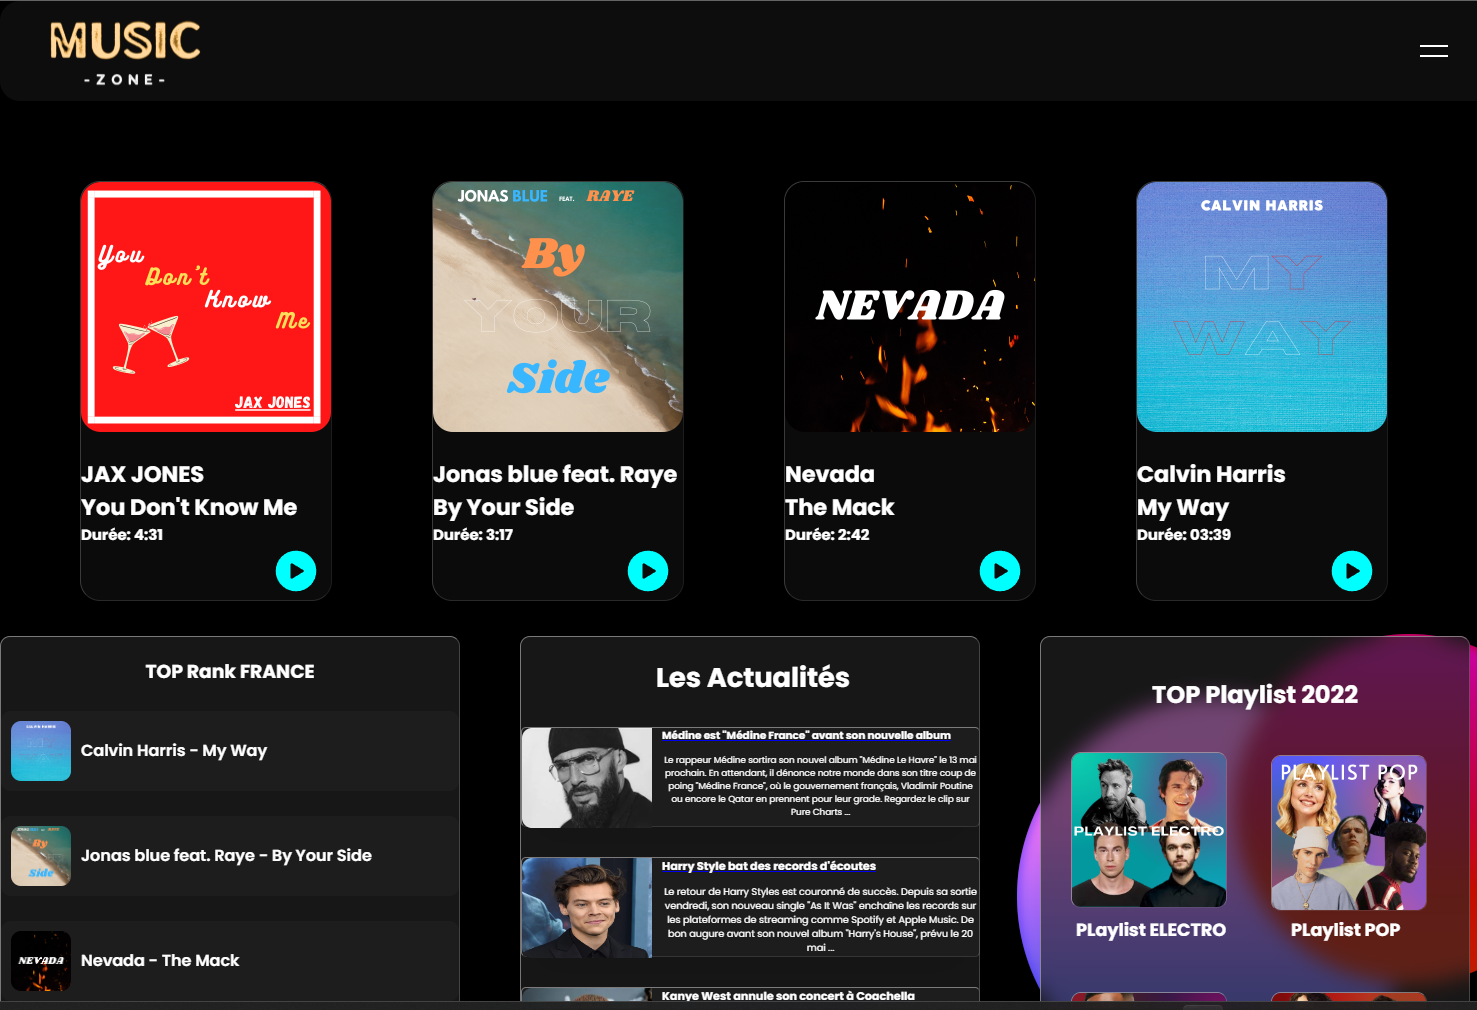 MUSIC
-ZONE-
You
Don't
Know
Me
JAX JONES
JONAS BLUE FEAT. RAYE
By
YOUR
Side
NEVADA
CALVIN HARRIS
MY
WAY
JAX JONES
You Don't Know Me
Durée: 4:31
Jonas blue feat. Raye
By Your Side
Durée: 3:17
Nevada
The Mack
Durée: 2:42
Calvin Harris
My Way
Durée: 03:39
TOP Rank FRANCE
CALVIN HARRIS
Calvin Harris - My Way
JONAS BLUE FEAT. RAYE
By
Side
Jonas blue feat. Raye - By Your Side
NEVADA
Nevada - The Mack
Les Actualités
Médine est "Médine France" avant son nouvelle album
Le rappeur Médine sortira son nouvel album "Médine Le Havre" le 13 mai
prochain. En attendant, il dénonce notre monde dans son titre coup de
poing "Médine France", où le gouvernement français, Vladimir Poutine
ou encore le Qatar en prennent pour leur grade. Regardez le clip sur
Pure Charts ...
Harry Style bat des records d'écoutes
Le retour de Harry Styles est couronné de succès. Depuis sa sortie
vendredi, son nouveau single "As It Was" enchaîne les records sur
les plateformes de streaming comme Spotify et Apple Music. De
bon augure avant son nouvel album "Harry's House", prévu le 20
mai ...
Kanye West annule son concert à Coachella
TOP Playlist 2022
PLAYLIST ELECTRO
PLaylist ELECTRO
PLAYLIST POP
PLaylist POP